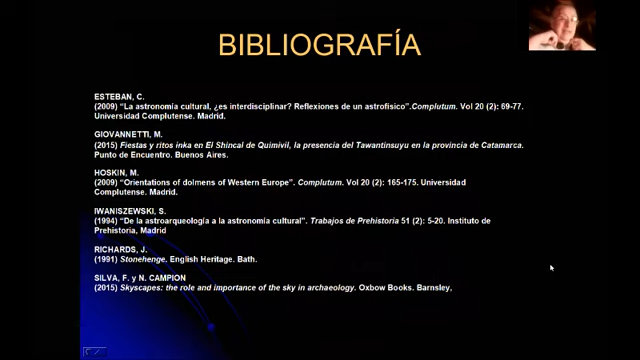 BIBLIOGRAFÍA
ESTEBAN, C.
(2009) “La astronomía cultural, ¿es interdisciplinar? Reflexiones de un astrofísico”.Complutum. Vol 20 (2): 69-77.
Universidad Complutense. Madrid.
GIOVANNETTI, M.
(2015) Fiestas y ritos inka en El Shincal de Quimivil, la presencia del Tawantinsuyu en la provincia de Catamarca.
Punto de Encuentro. Buenos Aires.
HOSKIN, M.
(2009) “Orientations of dolmens of Western Europe”. Complutum. Vol 20 (2): 165-175. Universidad
Complutense. Madrid.
IWANISZEWSKI, S.
(1994) “De la astroarqueología a la astronomía cultural”. Trabajos de Prehistoria 51 (2): 5-20. Instituto de
Prehistoria, Madrid
RICHARDS, J.
(1991) Stonehenge. English Heritage. Bath.
SILVA, F. y N. CAMPION
(2015) Skyscapes: the role and importance of the sky in archaeology. Oxbow Books. Barnsley,